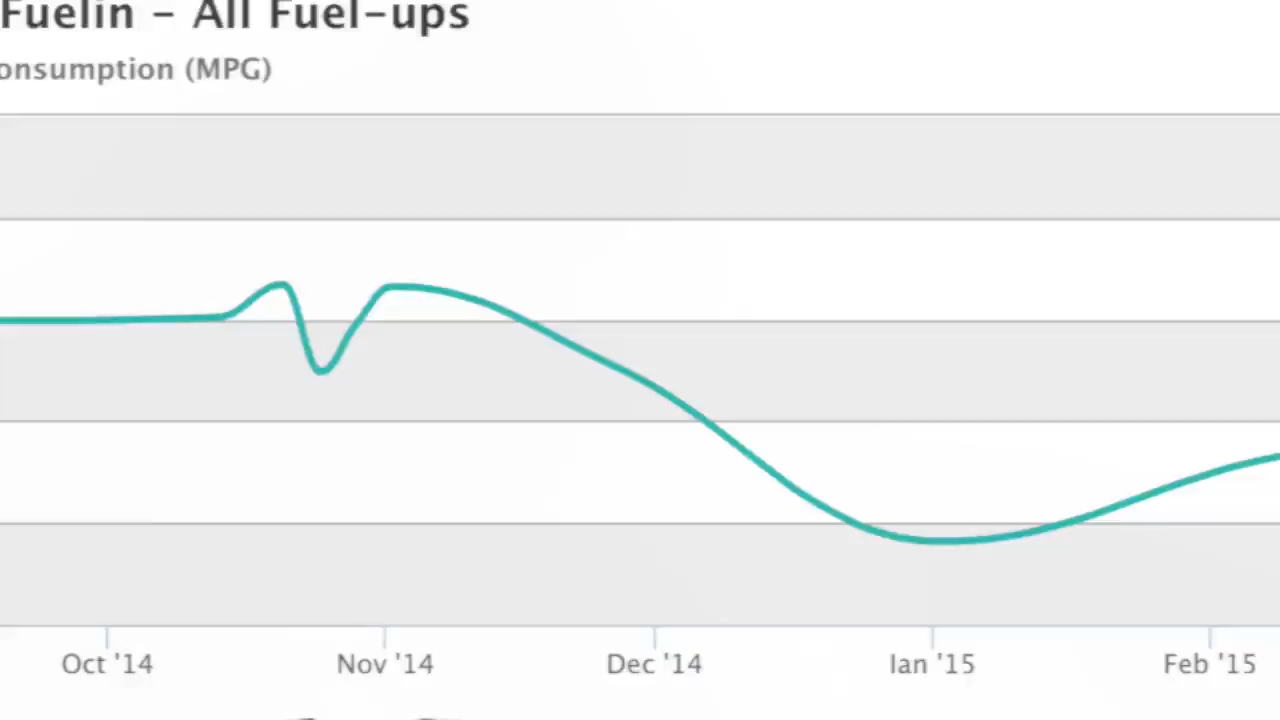 Fuelin - All Fuel-ups
onsumption (MPG)
Oct '14 Nov '14 Dec '14 Jan '15 Feb '15